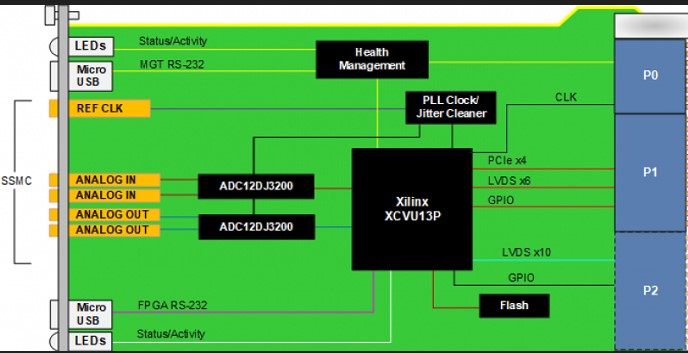 LEDs
Status/Activity
Health
Management
Micro
USB
MGT RS-232
P0
REF CLK
PLL Clock/
Jitter Cleaner
CLK
SSMC
ANALOG IN
ANALOG IN
ANALOG OUT
ANALOG OUT
ADC12DJ3200
ADC12DJ3200
Xilinx
XCVU13P
PCIe x4
LVDS x6
GPIO
P1
LVDS x10
GPIO
P2
Flash
Micro
USB
FPGA RS-232
LEDs
Status/Activity